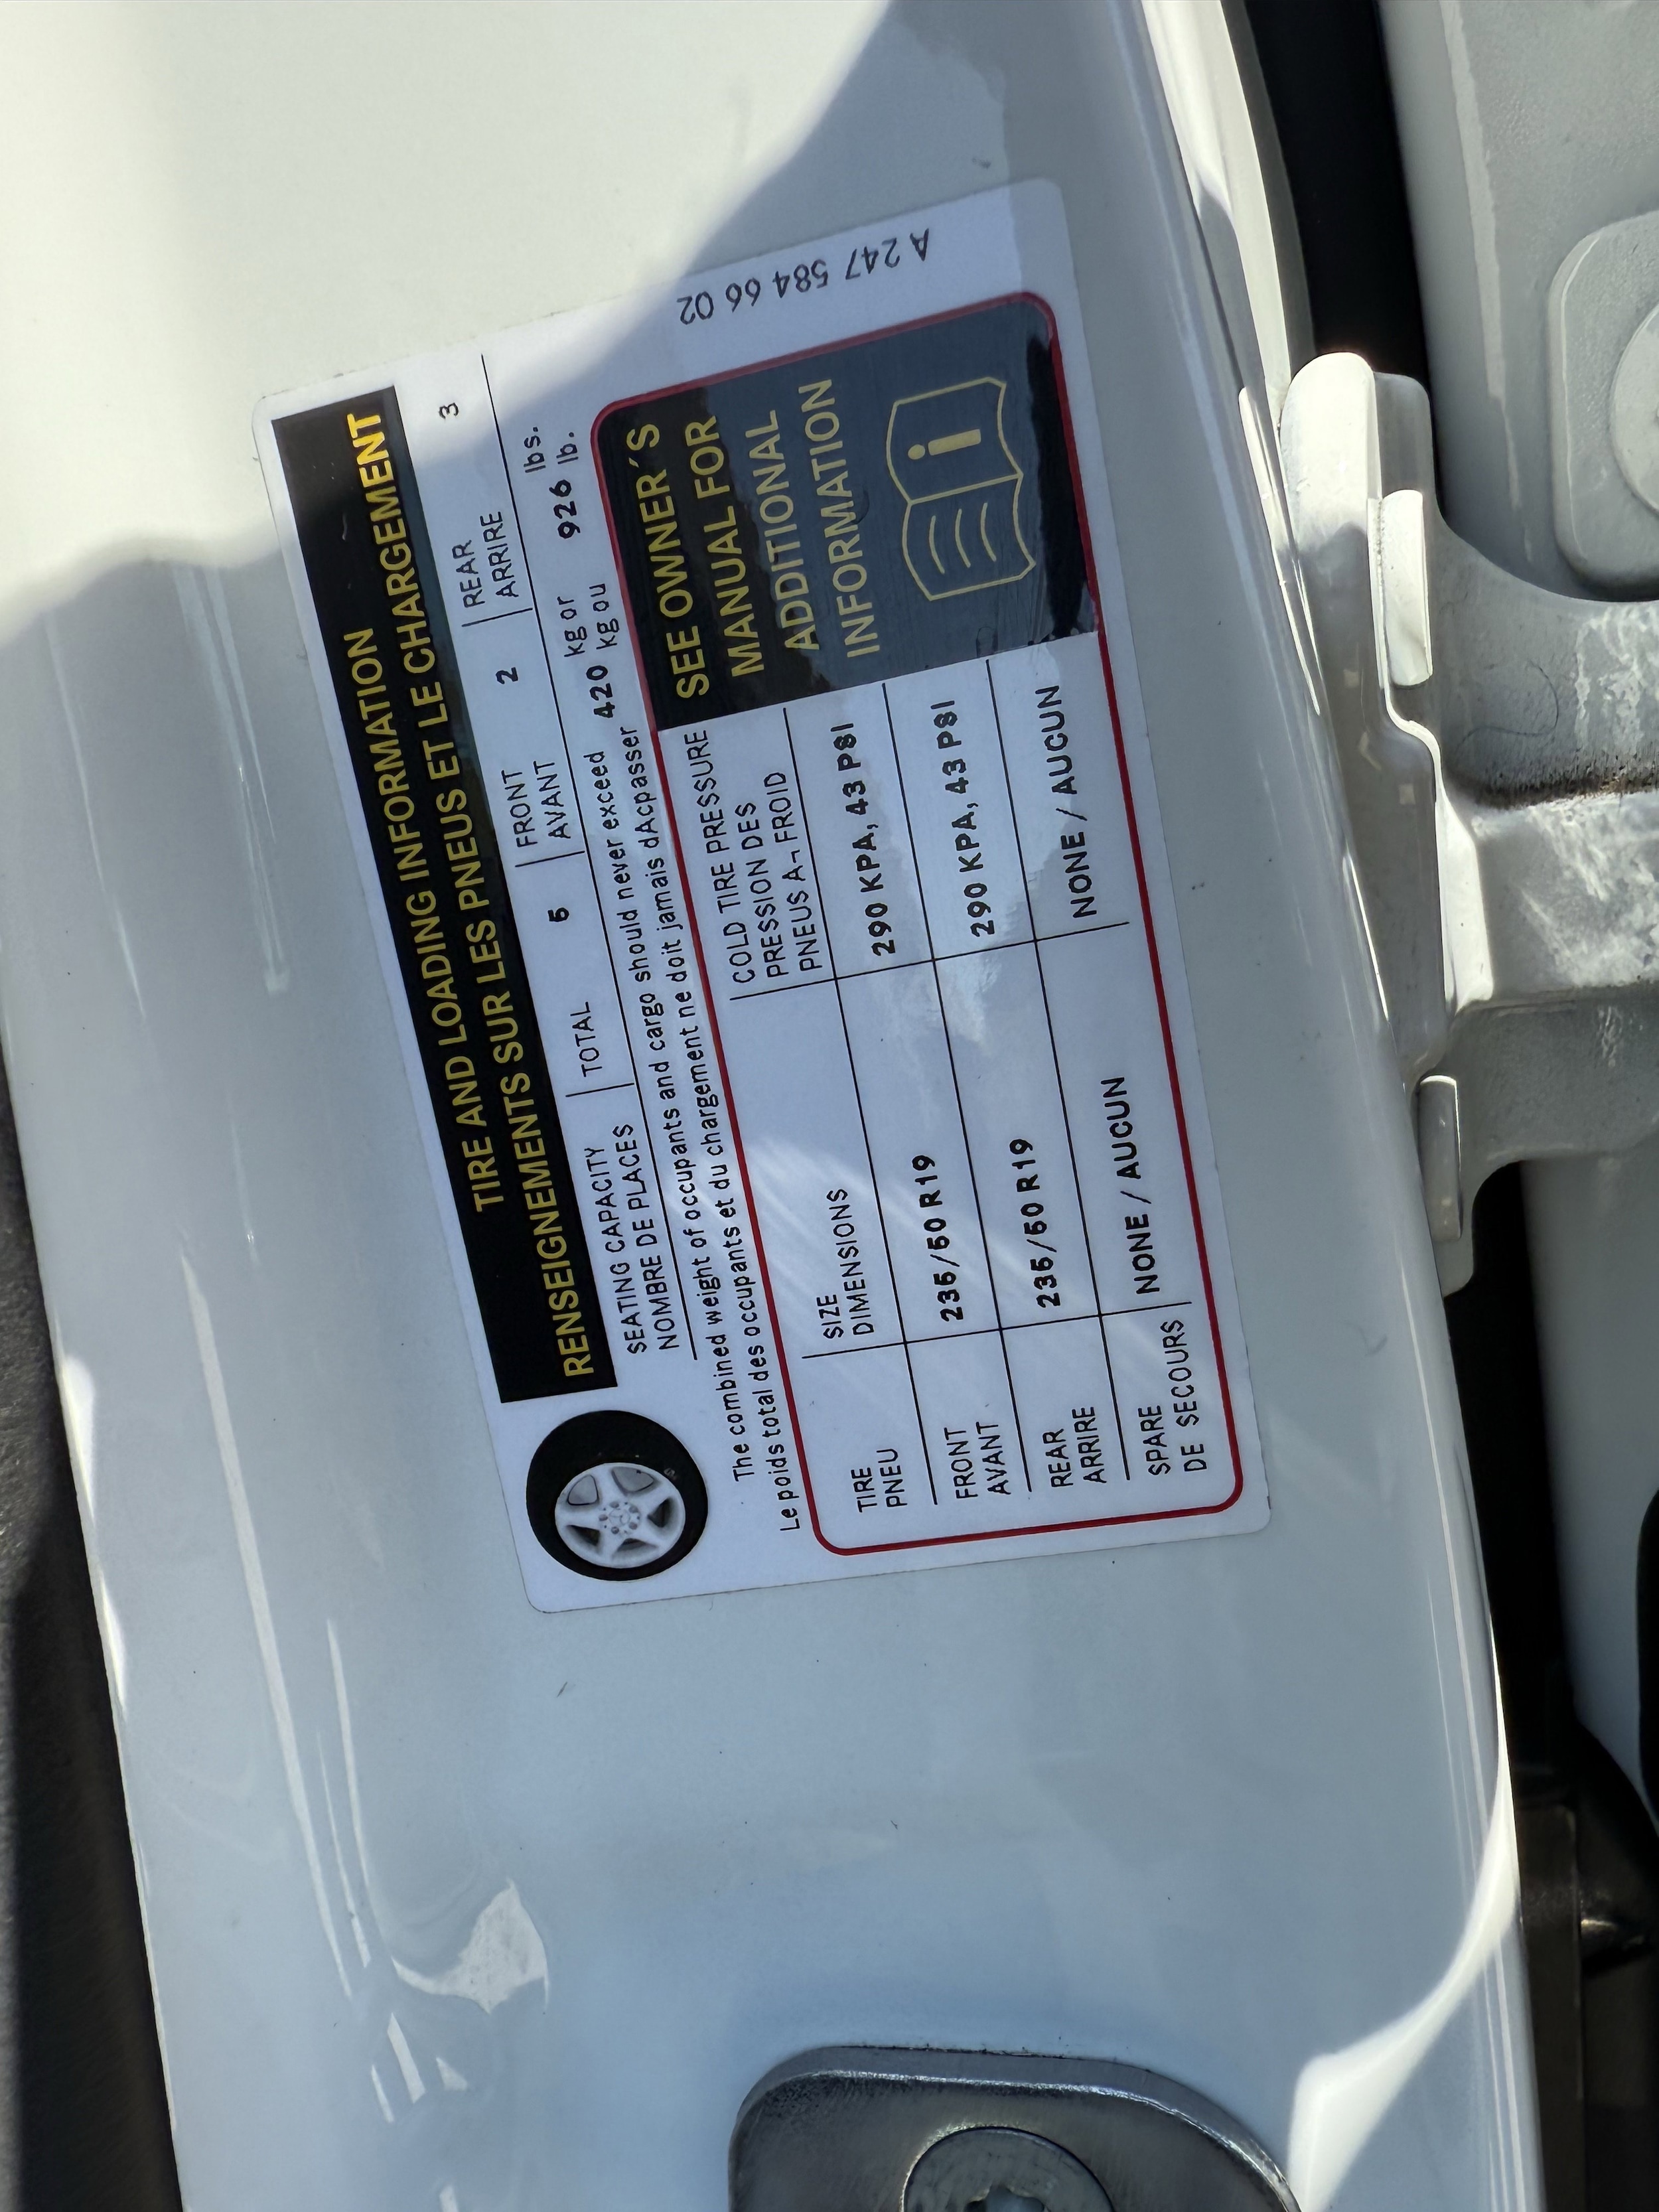 TIRE AND LOADING INFORMATION
RENSEIGNEMENTS SUR LES PNEUS ET LE CHARGEMENT
SEATING CAPACITY
NOMBRE DE PLACES
TOTAL 5
FRONT
AVANT
2
REAR
ARRIRE
3
The combined weight of occupants and cargo should never exceed 420 kg or 926 lbs.
Le poids total des occupants et du chargement ne doit jamais dAcpasser kg ou lb.
TIRE
PNEU
SIZE
DIMENSIONS
COLD TIRE PRESSURE
PRESSION DES
PNEUS A¬ FROID
FRONT
AVANT
235/50 R19
290 KPA, 43 PSI
REAR
ARRIRE
235/50 R19
290 KPA, 43 PSI
SPARE
DE SECOURS
NONE / AUCUN
NONE / AUCUN
SEE OWNER´S
MANUAL FOR
ADDITIONAL
INFORMATION
i
A 247 584 66 02